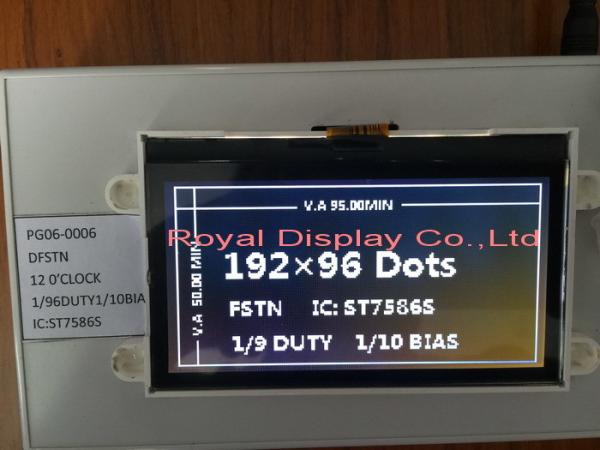 PG06-0006
DFSTN
12 O'CLOCK
1/96DUTY1/10BIA
IC:ST7586S
V.A 95.00MIN
V.A 50.00 MIN
Royal Display Co.,Ltd
192×96 Dots
FSTN IC: ST7586S
1/9 DUTY 1/10 BIAS